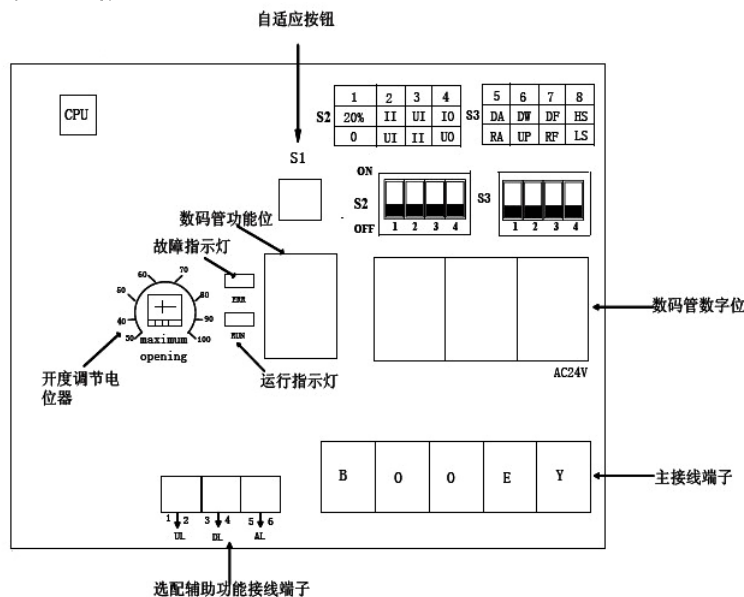 自适应按钮
CPU
S1
S2
1 2 3 4
20% II UI IO
0 UI II UO
S3
5 6 7 8
DA DW DF HS
RA UP RF LS
ON
S2
OFF
1 2 3 4
S3
1 2 3 4
数码管功能位
故障指示灯
ERR
RUN
运行指示灯
30 40 50 60 70 80 90 100
maximum
opening
开度调节电
位器
数码管数字位
AC24V
B O O E Y
主接线端子
1 2 3 4 5 6
UL DL AL
选配辅助功能接线端子